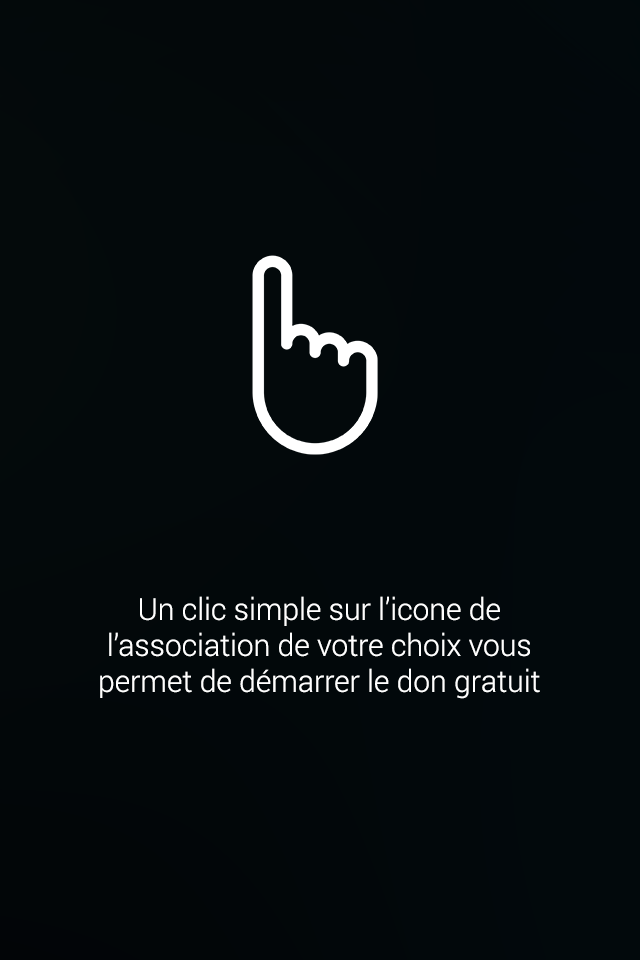 Un clic simple sur l’icone de
l’association de votre choix vous
permet de démarrer le don gratuit